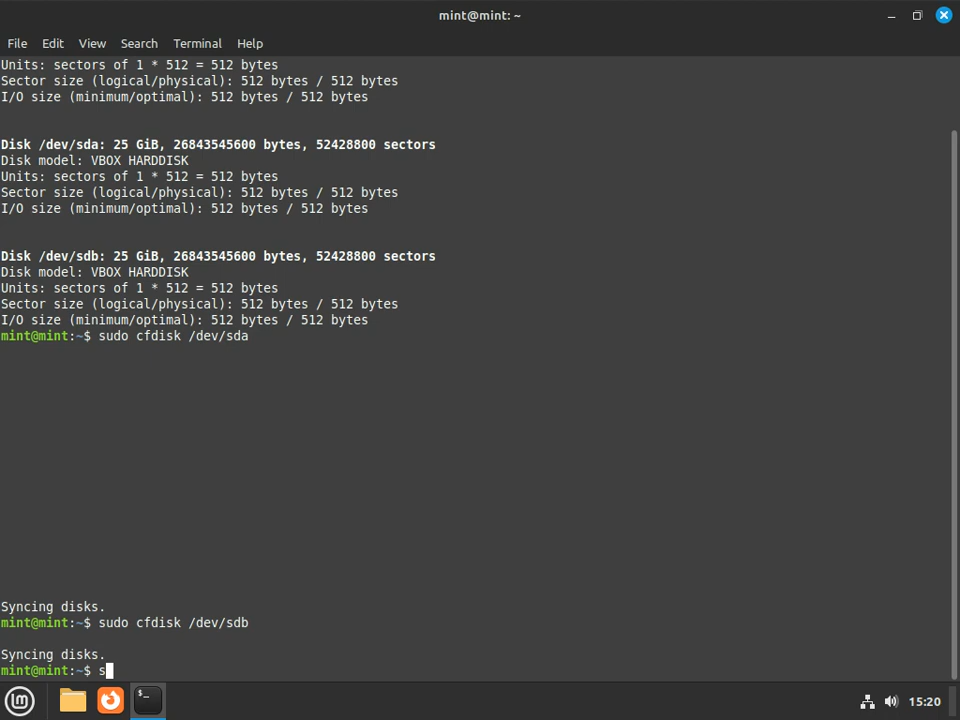 mint@mint: ~
File Edit View Search Terminal Help
Units: sectors of 1 * 512 = 512 bytes
Sector size (logical/physical): 512 bytes / 512 bytes
I/O size (minimum/optimal): 512 bytes / 512 bytes
Disk /dev/sda: 25 GiB, 26843545600 bytes, 52428800 sectors
Disk model: VBOX HARDDISK
Units: sectors of 1 * 512 = 512 bytes
Sector size (logical/physical): 512 bytes / 512 bytes
I/O size (minimum/optimal): 512 bytes / 512 bytes
Disk /dev/sdb: 25 GiB, 26843545600 bytes, 52428800 sectors
Disk model: VBOX HARDDISK
Units: sectors of 1 * 512 = 512 bytes
Sector size (logical/physical): 512 bytes / 512 bytes
I/O size (minimum/optimal): 512 bytes / 512 bytes
mint@mint:~$ sudo cfdisk /dev/sda
Syncing disks.
mint@mint:~$ sudo cfdisk /dev/sdb
Syncing disks.
mint@mint:~$ s
$_
15:20